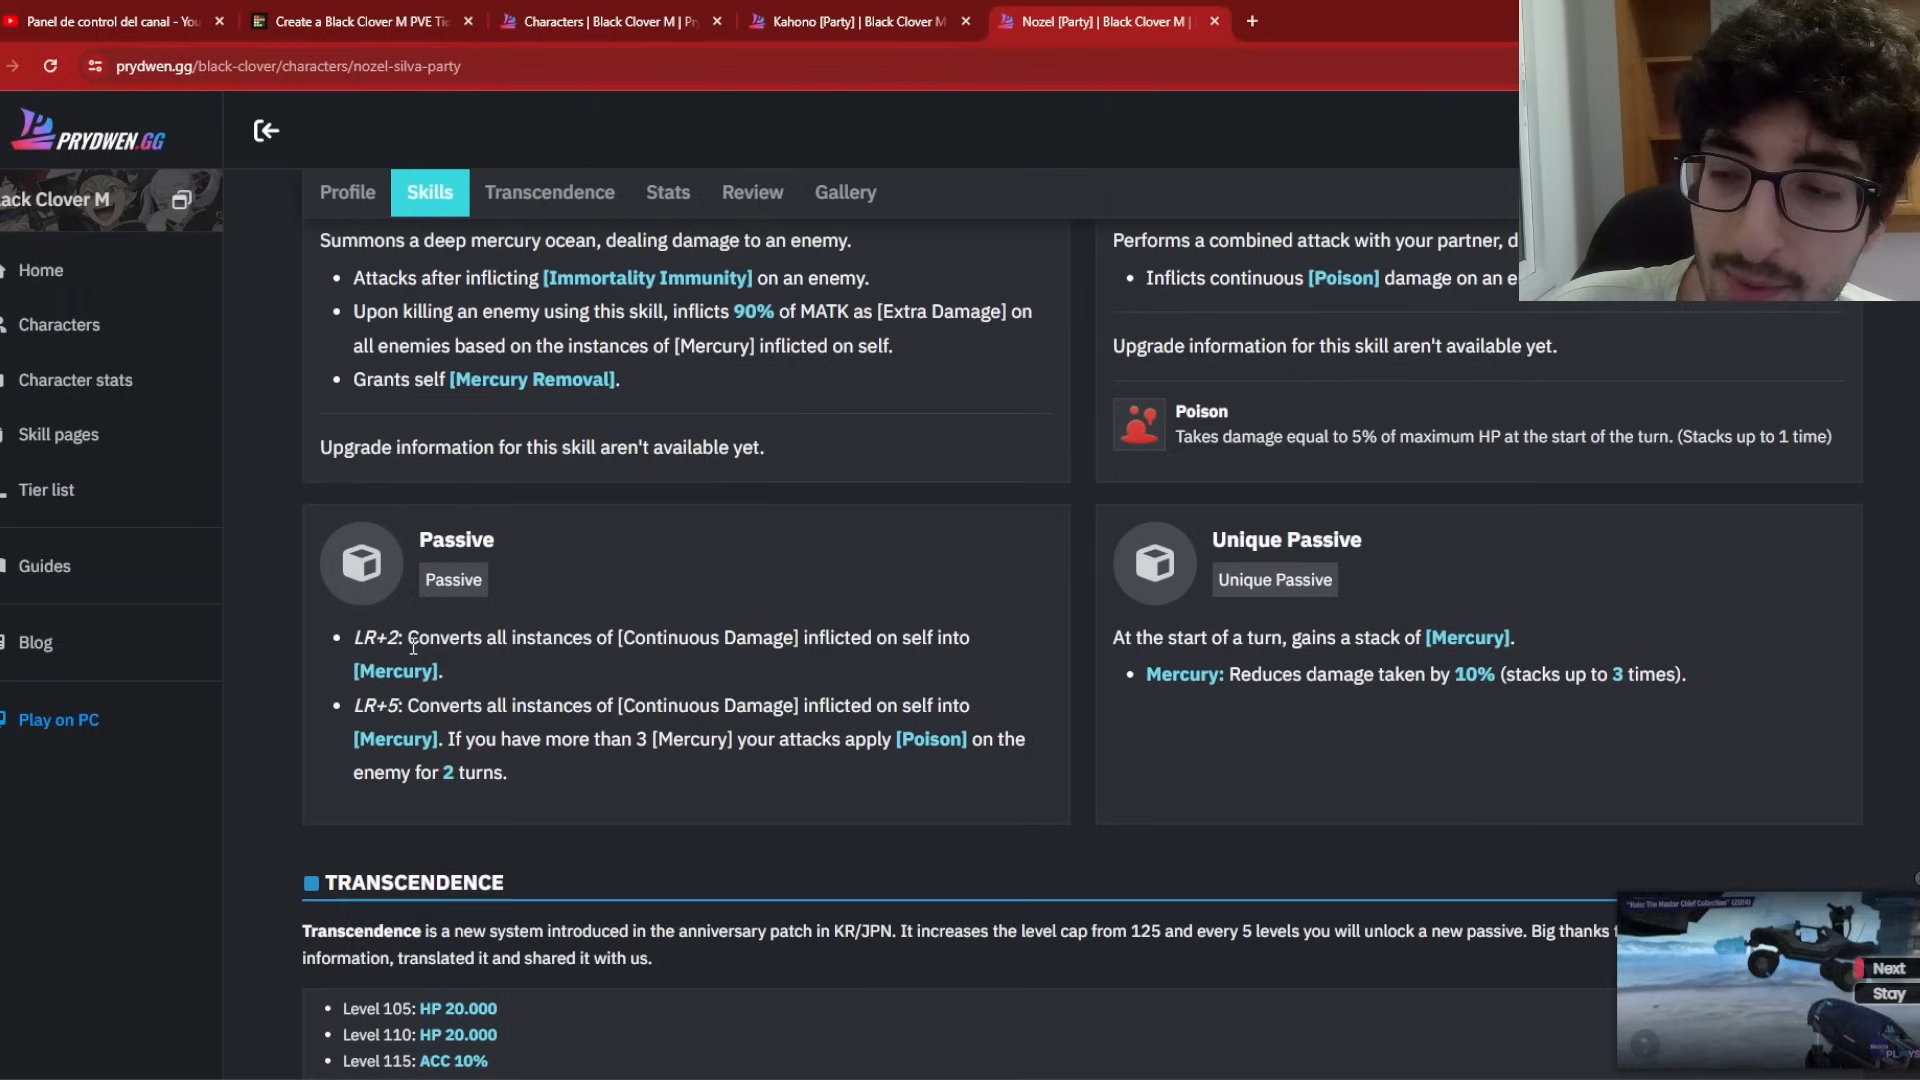 Panel de control del canal - You
Create a Black Clover M PVE Tie
Characters | Black Clover M | Pr
Kahono [Party] | Black Clover M
Nozel [Party] | Black Clover M |
prydwen.gg/black-clover/characters/nozel-silva-party
PRYDWEN.GG
ack Clover M
Home
Characters
Character stats
Skill pages
Tier list
Guides
Blog
Play on PC
Profile
Skills
Transcendence
Stats
Review
Gallery
Summons a deep mercury ocean, dealing damage to an enemy.
• Attacks after inflicting [Immortality Immunity] on an enemy.
• Upon killing an enemy using this skill, inflicts 90% of MATK as [Extra Damage] on
all enemies based on the instances of [Mercury] inflicted on self.
• Grants self [Mercury Removal].
Upgrade information for this skill aren't available yet.
Performs a combined attack with your partner, d
• Inflicts continuous [Poison] damage on an e
Upgrade information for this skill aren't available yet.
Poison
Takes damage equal to 5% of maximum HP at the start of the turn. (Stacks up to 1 time)
Passive
Passive
• LR+2: Converts all instances of [Continuous Damage] inflicted on self into
[Mercury].
• LR+5: Converts all instances of [Continuous Damage] inflicted on self into
[Mercury]. If you have more than 3 [Mercury] your attacks apply [Poison] on the
enemy for 2 turns.
Unique Passive
Unique Passive
At the start of a turn, gains a stack of [Mercury].
• Mercury: Reduces damage taken by 10% (stacks up to 3 times).
TRANSCENDENCE
Transcendence is a new system introduced in the anniversary patch in KR/JPN. It increases the level cap from 125 and every 5 levels you will unlock a new passive. Big thanks t
information, translated it and shared it with us.
• Level 105: HP 20.000
• Level 110: HP 20.000
• Level 115: ACC 10%
"Halo: The Master Chief Collection" (2014)
Next
Stay